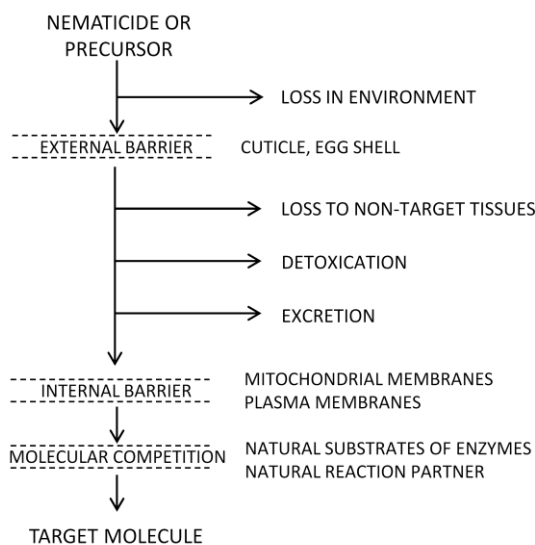 NEMATICIDE OR
PRECURSOR
LOSS IN ENVIRONMENT
EXTERNAL BARRIER
CUTICLE, EGG SHELL
LOSS TO NON-TARGET TISSUES
DETOXICATION
EXCRETION
INTERNAL BARRIER
MITOCHONDRIAL MEMBRANES
PLASMA MEMBRANES
MOLECULAR COMPETITION
NATURAL SUBSTRATES OF ENZYMES
NATURAL REACTION PARTNER
TARGET MOLECULE